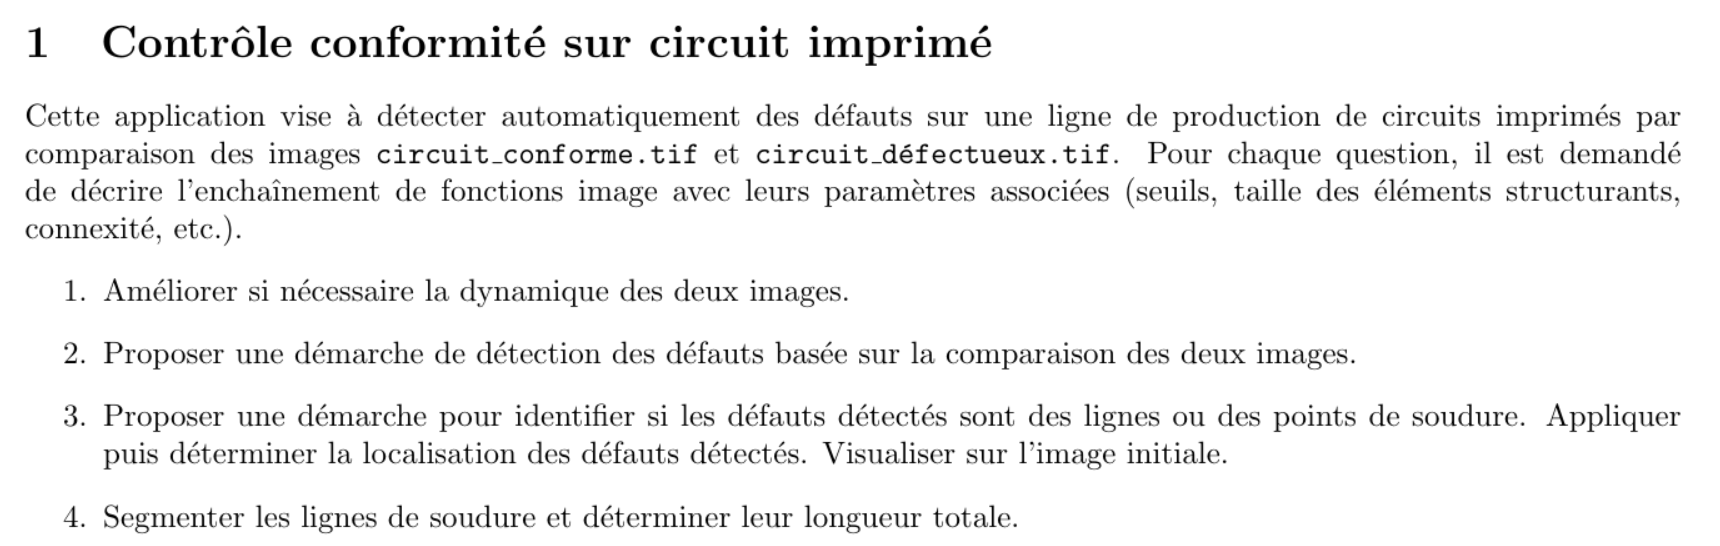 1 Contrôle conformité sur circuit imprimé
Cette application vise à détecter automatiquement des défauts sur une ligne de production de circuits imprimés par
comparaison des images circuit_conforme.tif et circuit_défectueux.tif. Pour chaque question, il est demandé
de décrire l'enchaînement de fonctions image avec leurs paramètres associées (seuils, taille des éléments structurants,
connexité, etc.).
1. Améliorer si nécessaire la dynamique des deux images.
2. Proposer une démarche de détection des défauts basée sur la comparaison des deux images.
3. Proposer une démarche pour identifier si les défauts détectés sont des lignes ou des points de soudure. Appliquer
puis déterminer la localisation des défauts détectés. Visualiser sur l'image initiale.
4. Segmenter les lignes de soudure et déterminer leur longueur totale.